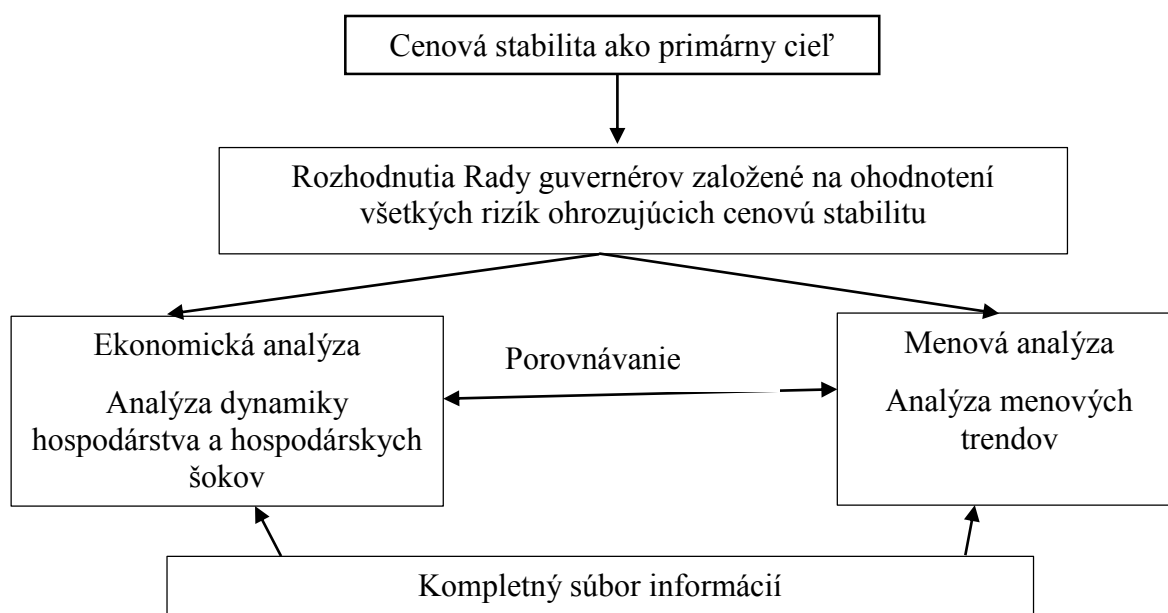 Cenová stabilita ako primárny cieľ
Rozhodnutia Rady guvernérov založené na ohodnotení
všetkých rizík ohrozujúcich cenovú stabilitu
Ekonomická analýza
Analýza dynamiky
hospodárstva a hospodárskych
šokov
Porovnávanie
Menová analýza
Analýza menových
trendov
Kompletný súbor informácií